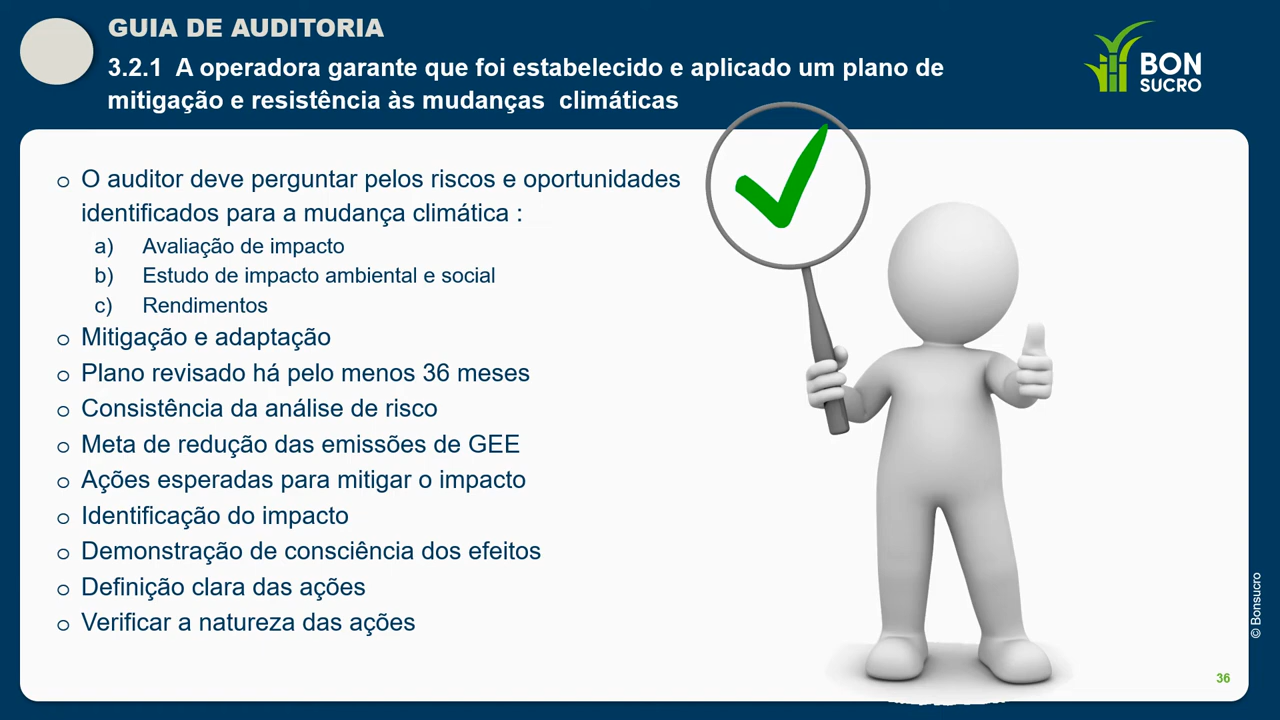 GUIA DE AUDITORIA
3.2.1 A operadora garante que foi estabelecido e aplicado um plano de
mitigação e resistência às mudanças climáticas
BON
SUCRO
o O auditor deve perguntar pelos riscos e oportunidades
identificados para a mudança climática :
a) Avaliação de impacto
b) Estudo de impacto ambiental e social
c) Rendimentos
o Mitigação e adaptação
o Plano revisado há pelo menos 36 meses
o Consistência da análise de risco
o Meta de redução das emissões de GEE
o Ações esperadas para mitigar o impacto
o Identificação do impacto
o Demonstração de consciência dos efeitos
o Definição clara das ações
o Verificar a natureza das ações
© Bonsucro
36